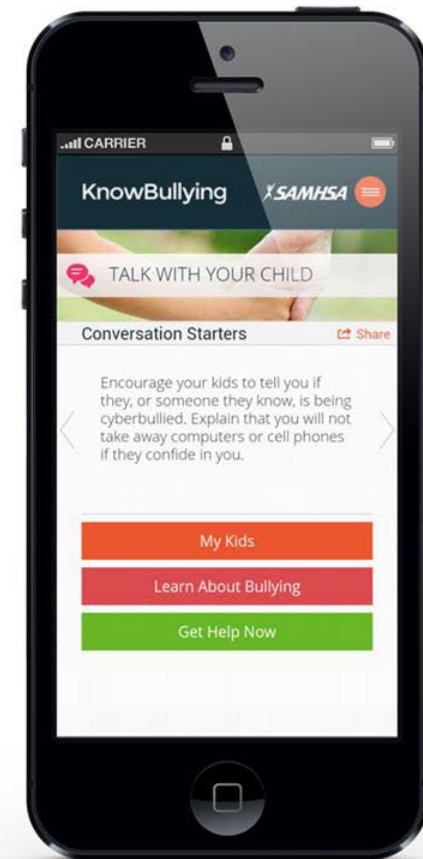 CARRIER
KnowBullying SAMHSA
TALK WITH YOUR CHILD
Conversation Starters Share
Encourage your kids to tell you if
they, or someone they know, is being
cyberbullied. Explain that you will not
take away computers or cell phones
if they confide in you.
My Kids
Learn About Bullying
Get Help Now